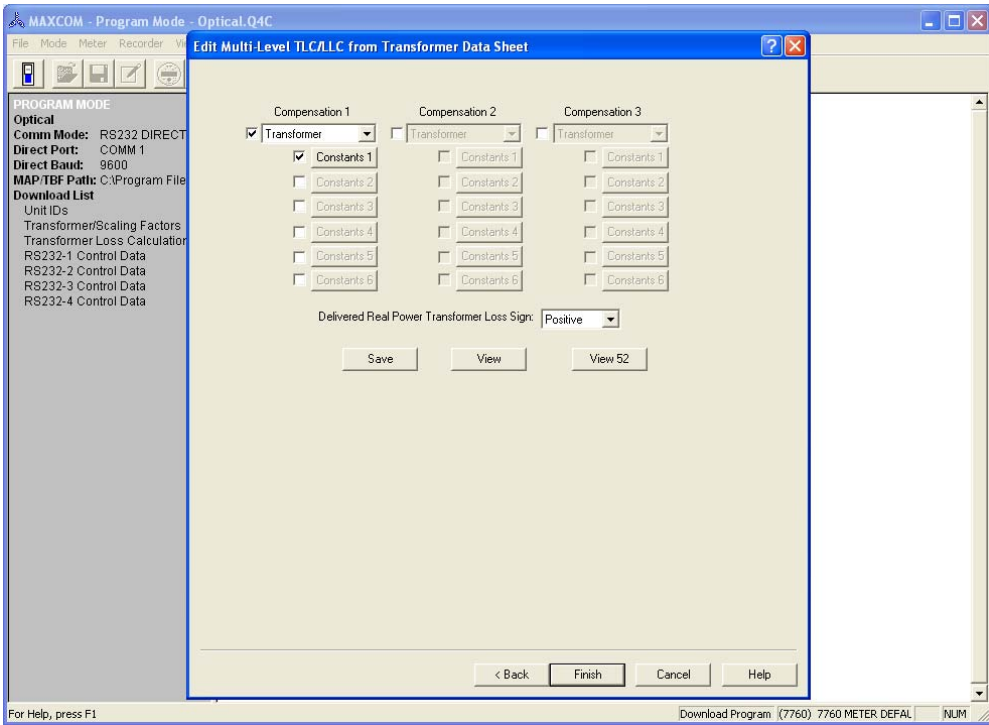 MAXCOM - Program Mode - Optical.Q4C
File Mode Meter Recorder Vi
Edit Multi-Level TLC/LLC from Transformer Data Sheet
PROGRAM MODE
Optical
Comm Mode: RS232 DIRECT
Direct Port: COMM 1
Direct Baud: 9600
MAP/TBF Path: C:\Program File
Download List
Unit IDs
Transformer/Scaling Factors
Transformer Loss Calculation
RS232-1 Control Data
RS232-2 Control Data
RS232-3 Control Data
RS232-4 Control Data
Compensation 1 Compensation 2 Compensation 3
Transformer Transformer Transformer
Constants 1 Constants 1 Constants 1
Constants 2 Constants 2 Constants 2
Constants 3 Constants 3 Constants 3
Constants 4 Constants 4 Constants 4
Constants 5 Constants 5 Constants 5
Constants 6 Constants 6 Constants 6
Delivered Real Power Transformer Loss Sign: Positive
Save View View 52
< Back Finish Cancel Help
For Help, press F1 Download Program (7760) 7760 METER DEFAL NUM